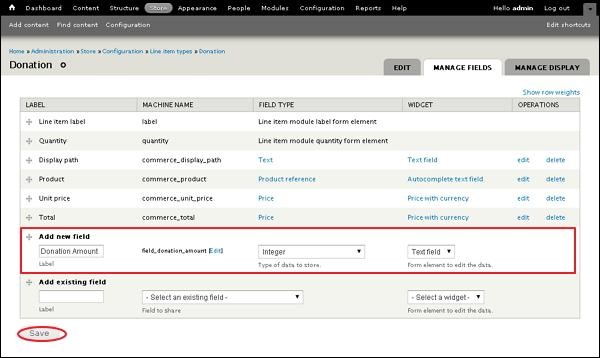 Dashboard Content Structure Store Appearance People Modules Configuration Reports Help Hello admin Log out
Add content Find content Configuration Edit shortcuts
Home » Administration » Store » Configuration » Line item types » Donation
Donation
EDIT MANAGE FIELDS MANAGE DISPLAY
Show row weights
LABEL MACHINE NAME FIELD TYPE WIDGET OPERATIONS
Line item label label Line item module label form element
Quantity quantity Line item module quantity form element
Display path commerce_display_path Text Text field edit delete
Product commerce_product Product reference Autocomplete text field edit delete
Unit price commerce_unit_price Price Price with currency edit delete
Total commerce_total Price Price with currency edit delete
Add new field
Donation Amount field_donation_amount [Edit] Integer Text field
Label Type of data to store. Form element to edit the data.
Add existing field
- Select an existing field - - Select a widget -
Label Field to share Form element to edit the data.
Save